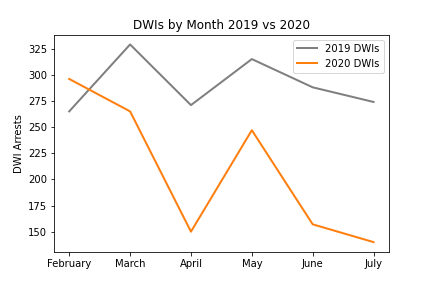 DWIs by Month 2019 vs 2020
2019 DWIs
2020 DWIs
DWI Arrests
325
300
275
250
225
200
175
150
February March April May June July